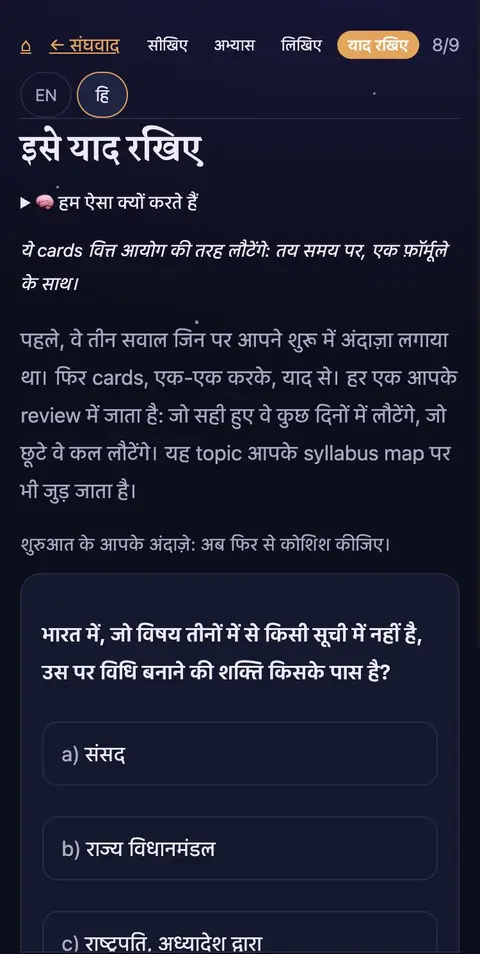 ⌂ ← संघवाद सीखिए अभ्यास लिखिए याद रखिए 8/9
EN हि
इसे याद रखिए
▶ 🧠 हम ऐसा क्यों करते हैं
ये cards वित्त आयोग की तरह लौटेंगे: तय समय पर, एक फ़ॉर्मूले
के साथ।
पहले, वे तीन सवाल जिन पर आपने शुरू में अंदाज़ा लगाया
था। फिर cards, एक-एक करके, याद से। हर एक आपके
review में जाता है: जो सही हुए वे कुछ दिनों में लौटेंगे, जो
छूटे वे कल लौटेंगे। यह topic आपके syllabus map पर
भी जुड़ जाता है।
शुरुआत के आपके अंदाज़े: अब फिर से कोशिश कीजिए।
भारत में, जो विषय तीनों में से किसी सूची में नहीं है,
उस पर विधि बनाने की शक्ति किसके पास है?
a) संसद
b) राज्य विधानमंडल
c) राष्ट्रपति, अध्यादेश द्वारा